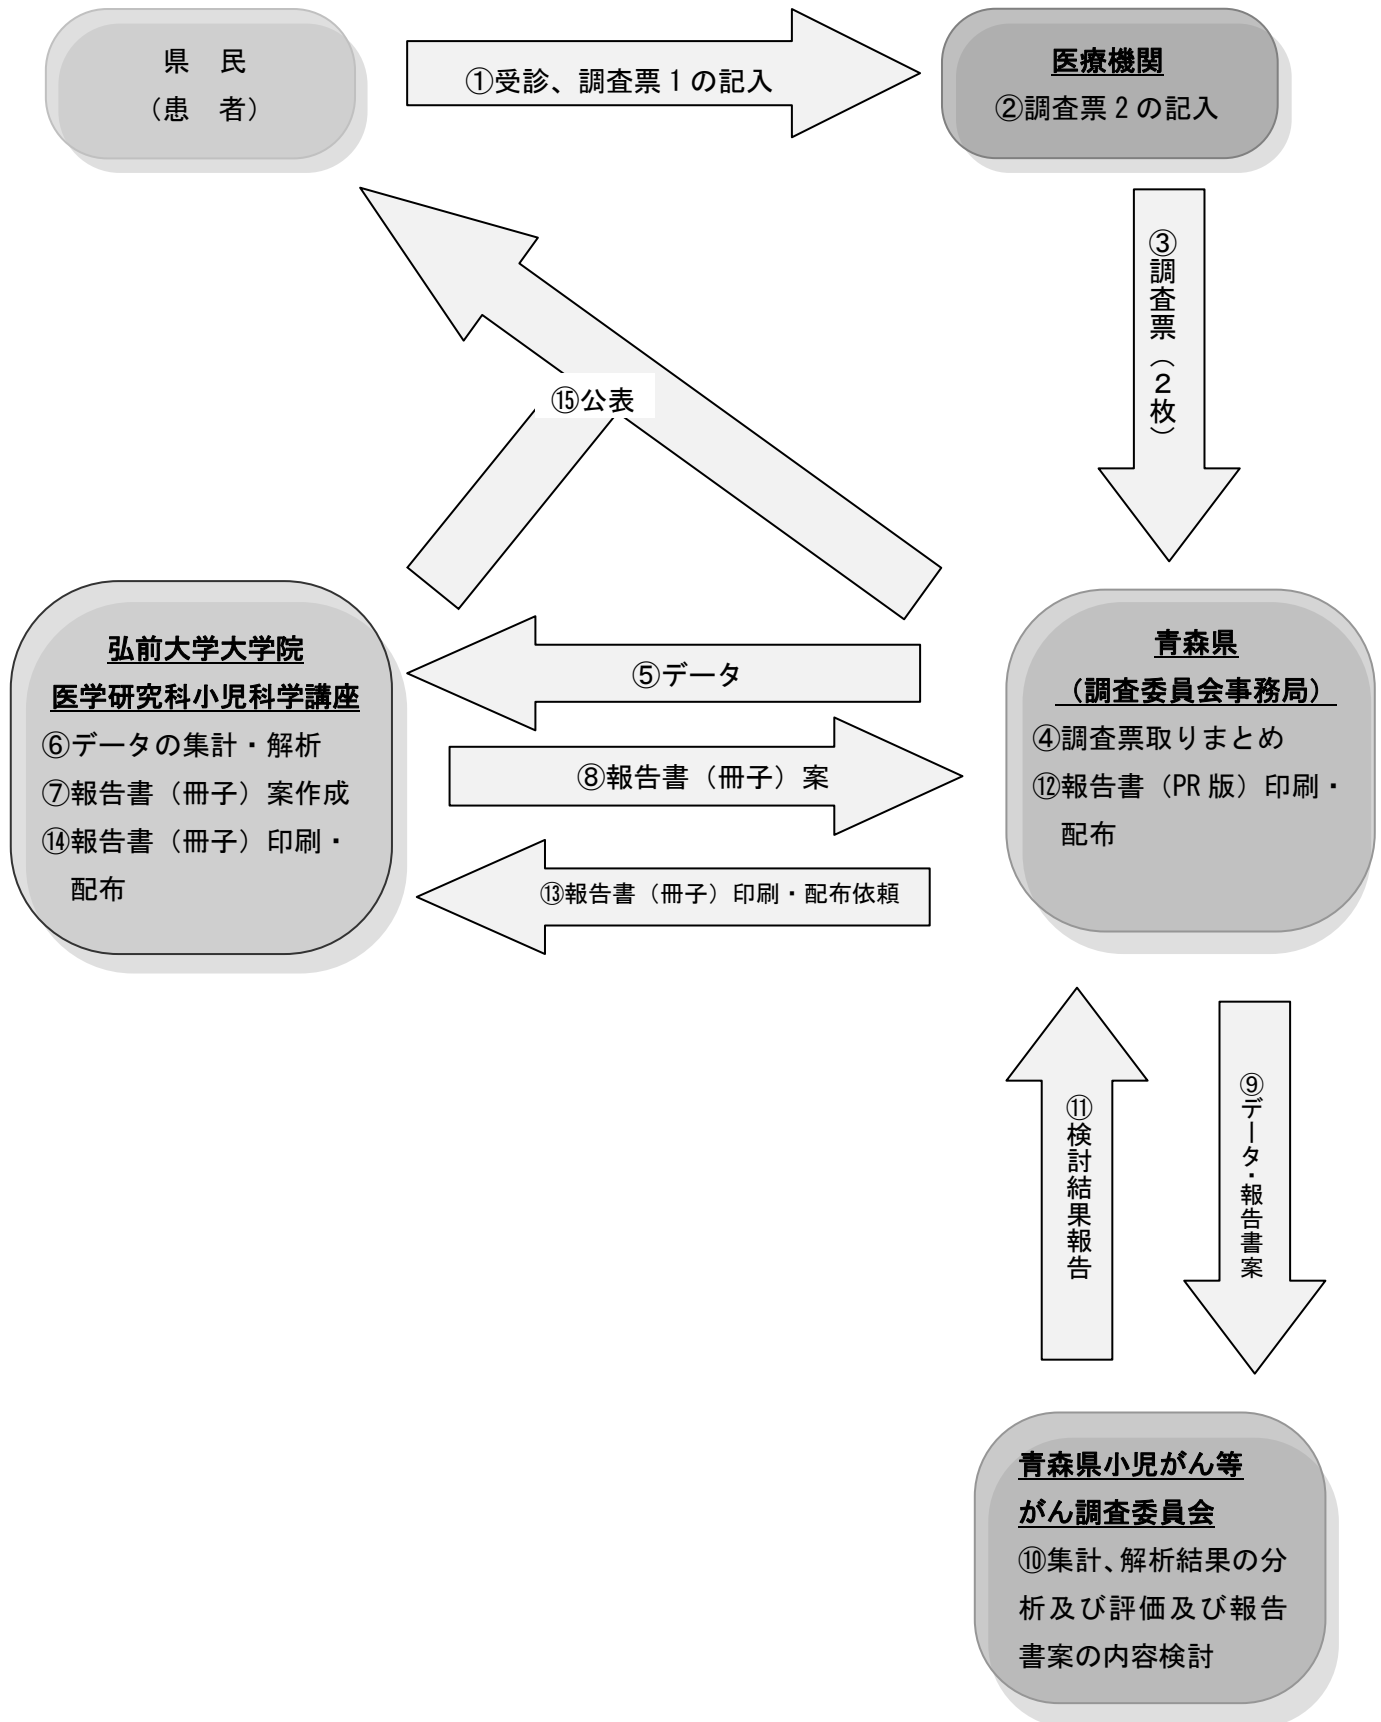 県　民
（患　者）
①受診、調査票１の記入
医療機関
②調査票２の記入
③調査票（２枚）
⑮公表
弘前大学大学院
医学研究科小児科学講座
⑥データの集計・解析
⑦報告書（冊子）案作成
⑭報告書（冊子）印刷・
配布
⑤データ
⑧報告書（冊子）案
⑬報告書（冊子）印刷・配布依頼
青森県
（調査委員会事務局）
④調査票取りまとめ
⑫報告書（PR 版）印刷・
配布
⑪検討結果報告
⑨データ・報告書案
青森県小児がん等
がん調査委員会
⑩集計、解析結果の分
析及び評価及び報告
書案の内容検討